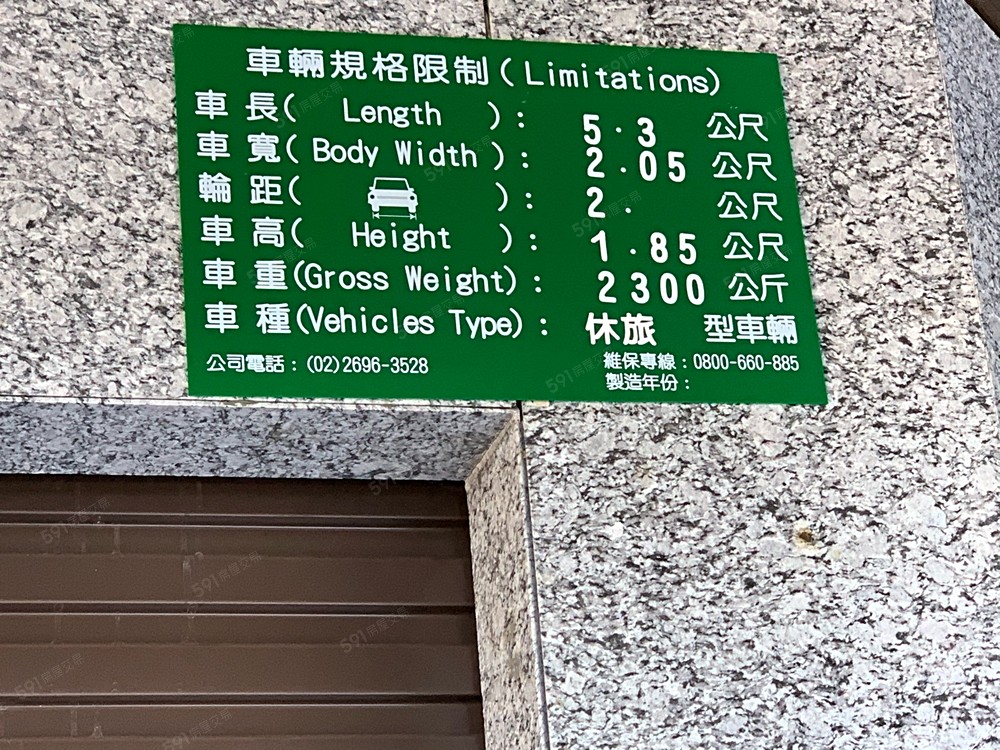 車輛規格限制(Limitations)
車長( Length ): 5.3 公尺
車寬( Body Width ): 2.05 公尺
輪距( ): 2. 公尺
車高( Height ): 1.85 公尺
車重(Gross Weight): 2300 公斤
車種(Vehicles Type): 休旅 型車輛
公司電話:(02)2696-3528 維保專線:0800-660-885
製造年份: